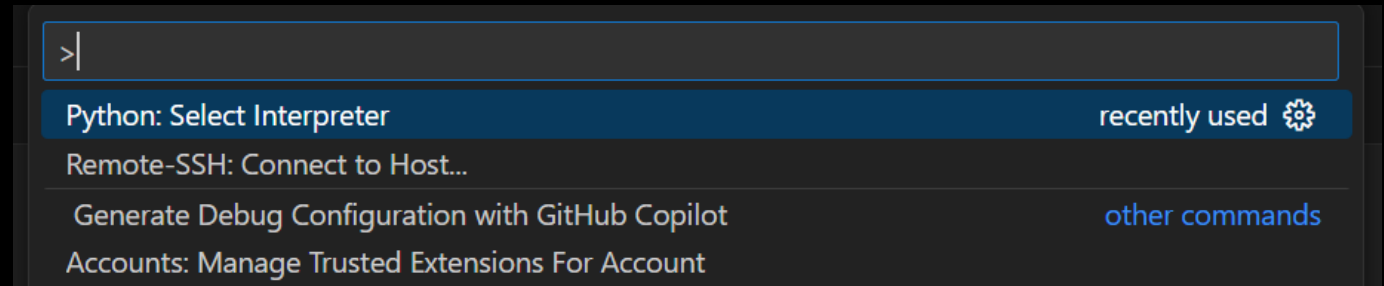 >
Python: Select Interpreter recently used
Remote-SSH: Connect to Host...
Generate Debug Configuration with GitHub Copilot other commands
Accounts: Manage Trusted Extensions For Account